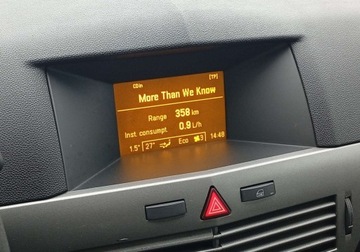 CDin [TP]
More Than We Know
Range 358 km
Inst consumpt. 0.9 L/h
1.5° 27° Eco 3 14:48